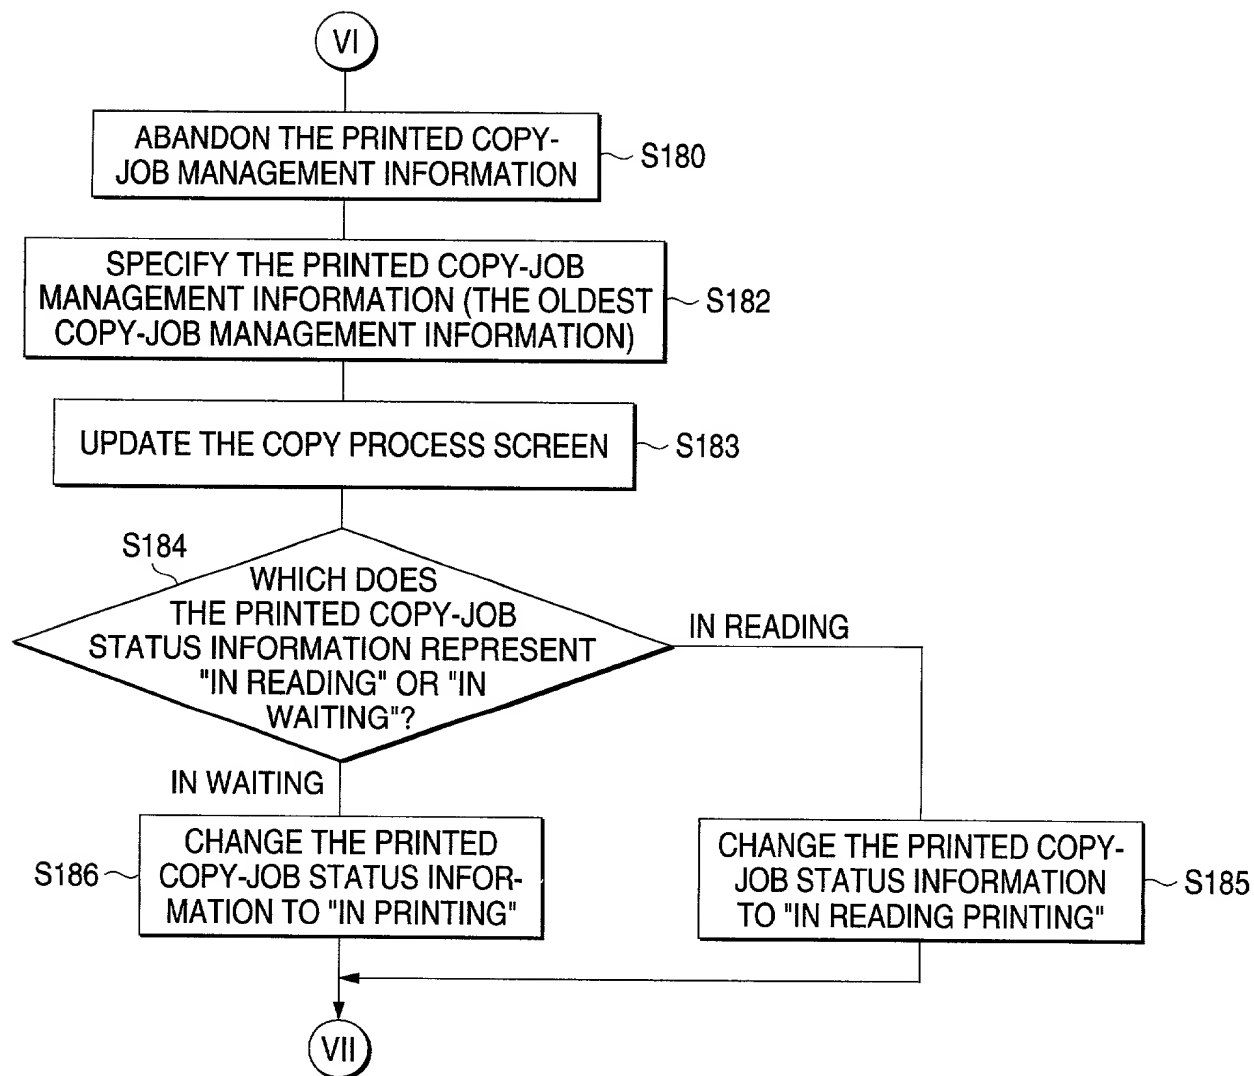 VI
ABANDON THE PRINTED COPY-
JOB MANAGEMENT INFORMATION
S180
SPECIFY THE PRINTED COPY-JOB
MANAGEMENT INFORMATION (THE OLDEST
COPY-JOB MANAGEMENT INFORMATION)
S182
UPDATE THE COPY PROCESS SCREEN
S183
S184
WHICH DOES
THE PRINTED COPY-JOB
STATUS INFORMATION REPRESENT
"IN READING" OR "IN
WAITING"?
IN READING
IN WAITING
CHANGE THE PRINTED
COPY-JOB STATUS INFOR-
MATION TO "IN PRINTING"
S186
CHANGE THE PRINTED COPY-
JOB STATUS INFORMATION
TO "IN READING PRINTING"
S185
VII